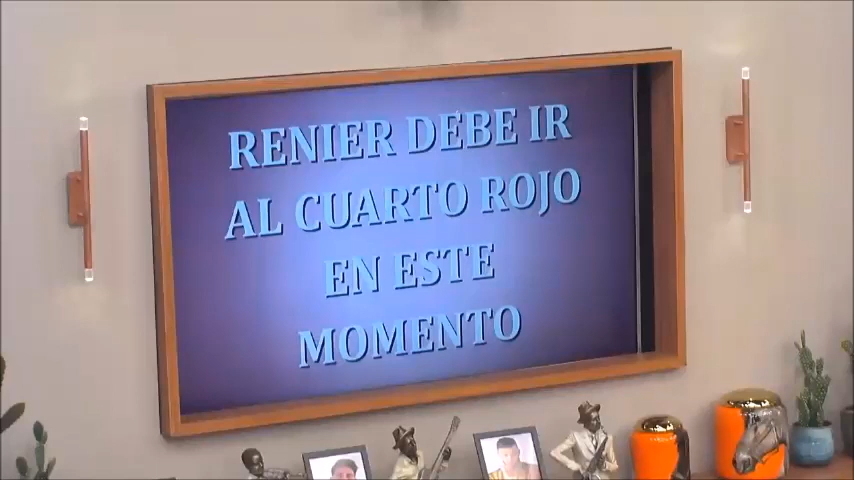 RENIER DEBE IR
AL CUARTO ROJO
EN ESTE
MOMENTO